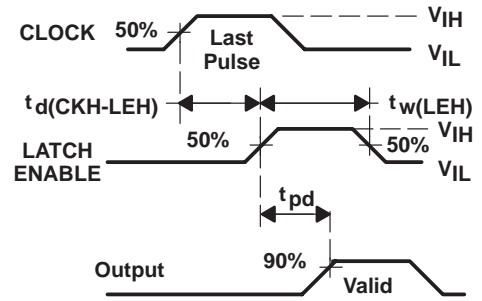 CLOCK 50% Last Pulse VIH
VIL
td(CKH-LEH) tw(LEH)
LATCH ENABLE 50% VIH
50%
VIL
tpd
Output 90% Valid